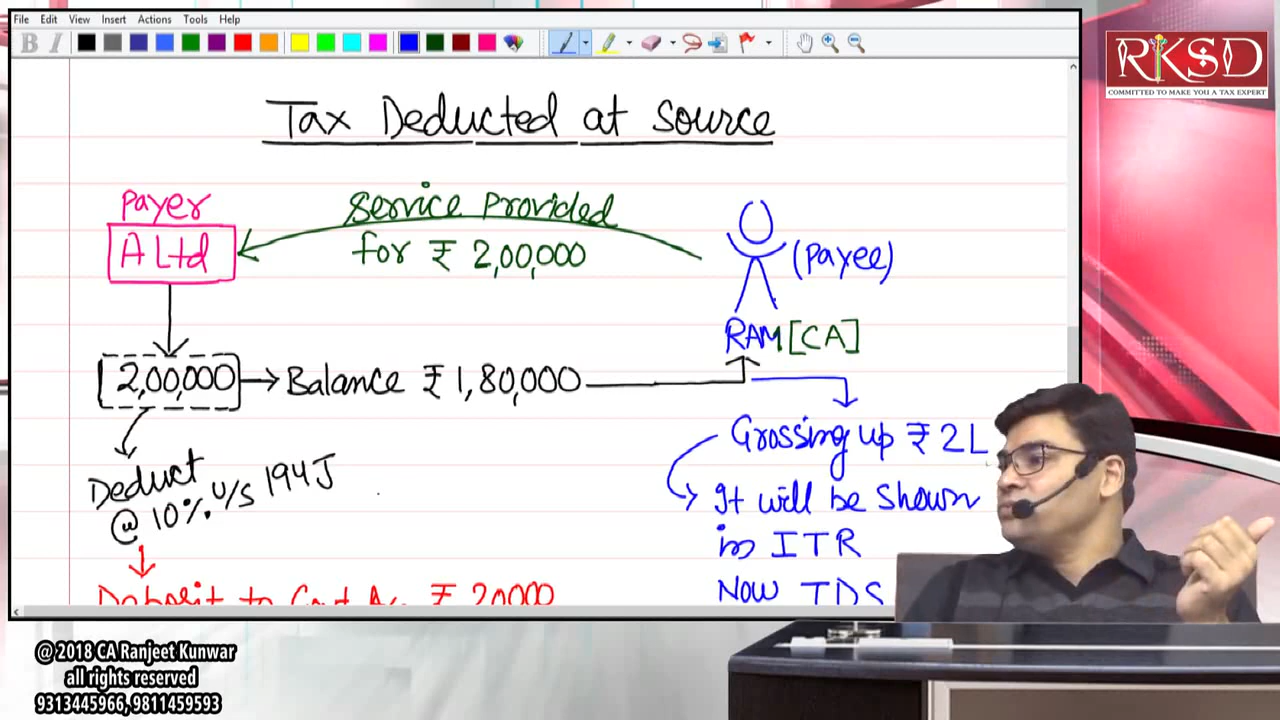 File Edit View Insert Actions Tools Help
B I
RKSD
COMMITTED TO MAKE YOU A TAX EXPERT
Tax Deducted at Source
Payer
A Ltd
Service Provided
for ₹ 2,00,000
(Payee)
RAM [CA]
2,00,000 → Balance ₹ 1,80,000
Deduct
@ 10% u/s 194J
Grossing up ₹ 2L
It will be shown
in ITR
Now TDS
Deposit to Govt A/c ₹ 20000
@ 2018 CA Ranjeet Kunwar
all rights reserved
9313445966, 9811459593